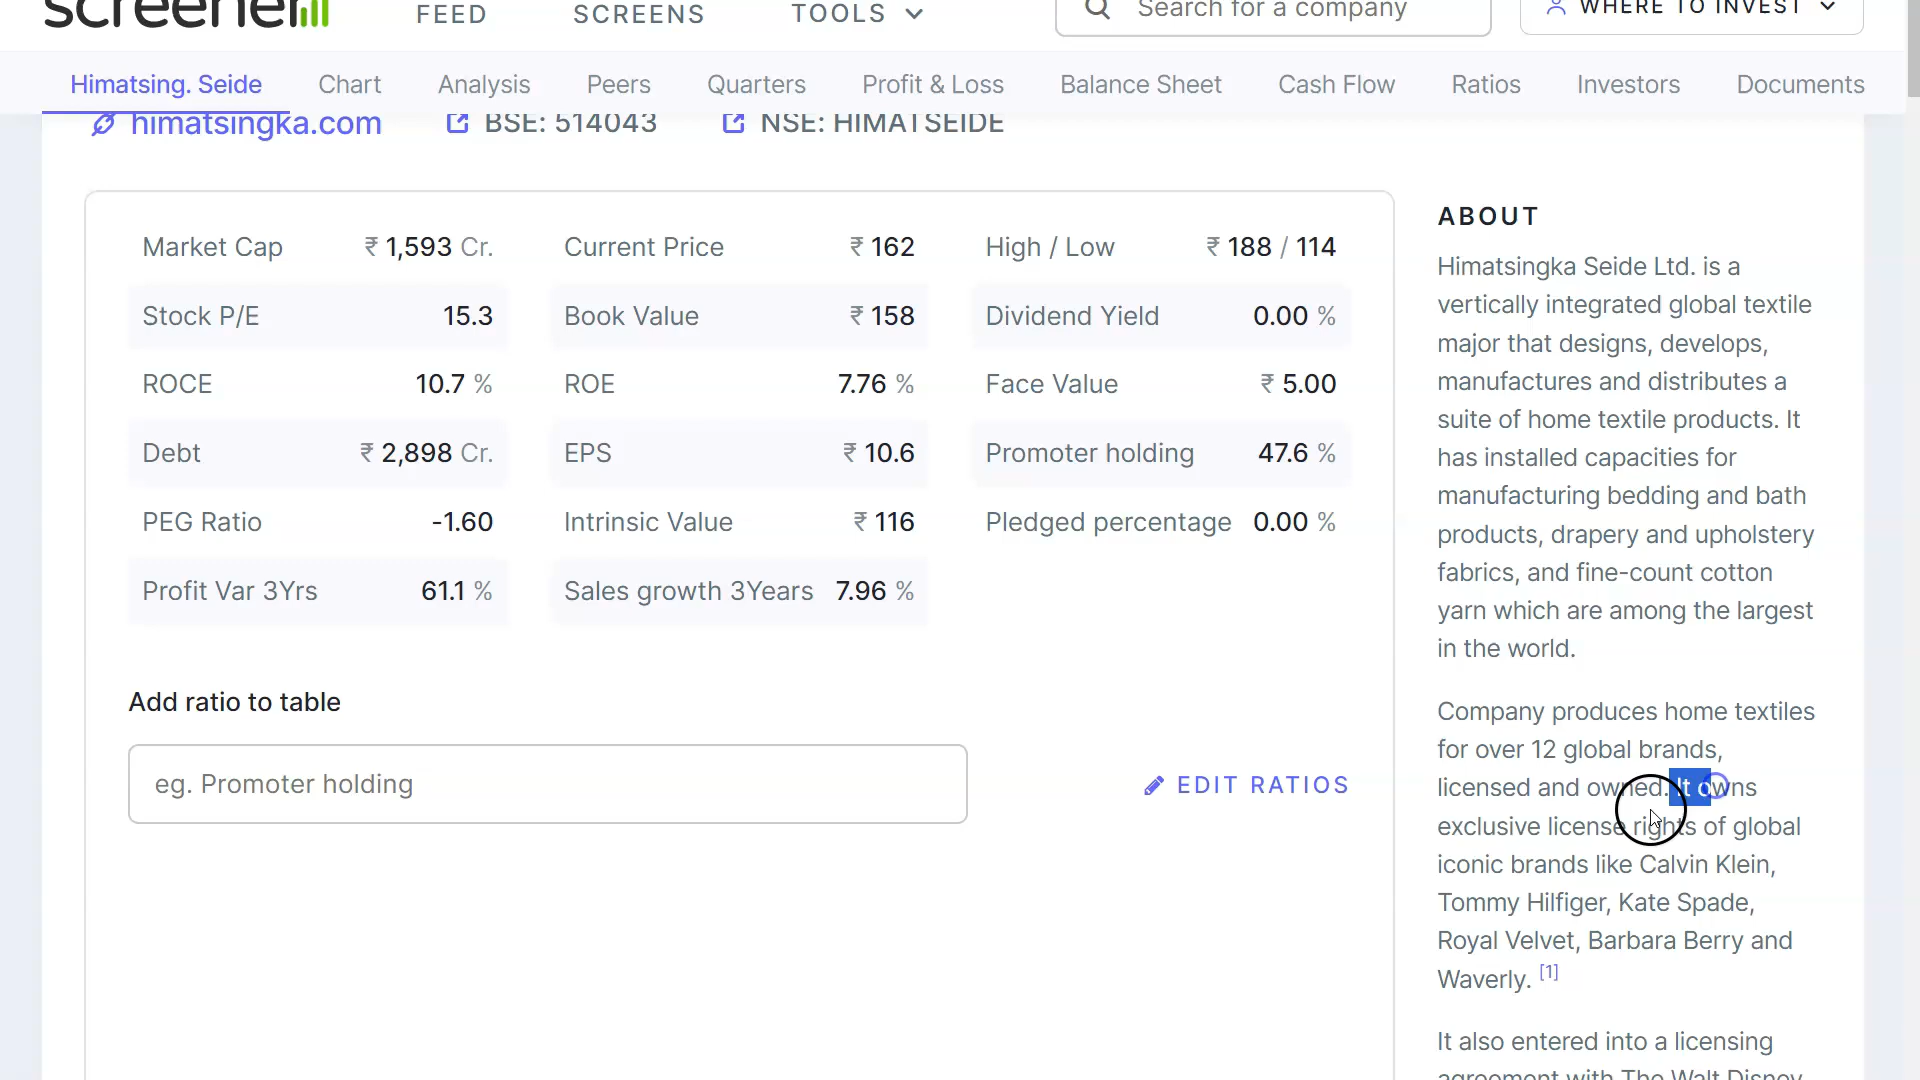 screener
FEED
SCREENS
TOOLS
Search for a company
WHERE TO INVEST
Himatsing. Seide
Chart
Analysis
Peers
Quarters
Profit & Loss
Balance Sheet
Cash Flow
Ratios
Investors
Documents
himatsingka.com
BSE: 514043
NSE: HIMATSEIDE
Market Cap ₹ 1,593 Cr.
Current Price ₹ 162
High / Low ₹ 188 / 114
Stock P/E 15.3
Book Value ₹ 158
Dividend Yield 0.00 %
ROCE 10.7 %
ROE 7.76 %
Face Value ₹ 5.00
Debt ₹ 2,898 Cr.
EPS ₹ 10.6
Promoter holding 47.6 %
PEG Ratio -1.60
Intrinsic Value ₹ 116
Pledged percentage 0.00 %
Profit Var 3Yrs 61.1 %
Sales growth 3Years 7.96 %
Add ratio to table
eg. Promoter holding
EDIT RATIOS
ABOUT
Himatsingka Seide Ltd. is a
vertically integrated global textile
major that designs, develops,
manufactures and distributes a
suite of home textile products. It
has installed capacities for
manufacturing bedding and bath
products, drapery and upholstery
fabrics, and fine-count cotton
yarn which are among the largest
in the world.
Company produces home textiles
for over 12 global brands,
licensed and owned. It owns
exclusive license rights of global
iconic brands like Calvin Klein,
Tommy Hilfiger, Kate Spade,
Royal Velvet, Barbara Berry and
Waverly. [1]
It also entered into a licensing
agreement with The Walt Disney